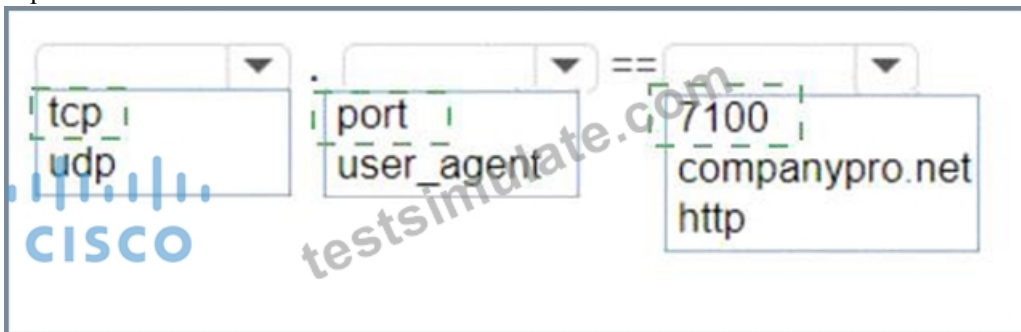 . ==
tcp port 7100
udp user_agent companypro.net
http
CISCO
testsimulate.com